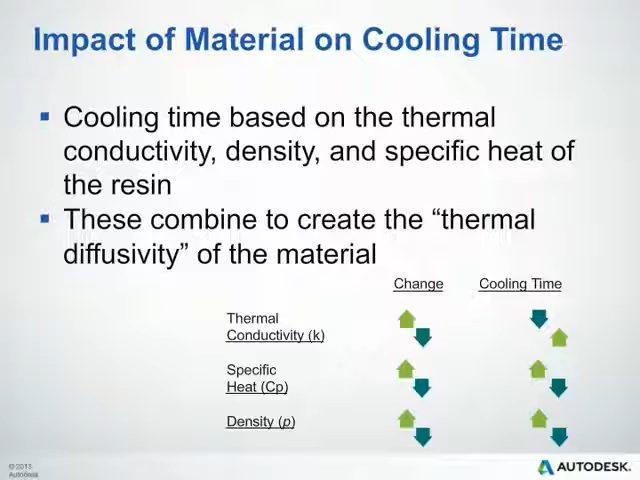 Impact of Material on Cooling Time
▪ Cooling time based on the thermal
conductivity, density, and specific heat of
the resin
▪ These combine to create the “thermal
diffusivity” of the material
Change Cooling Time
Thermal
Conductivity (k)
Specific
Heat (Cp)
Density (p)
© 2013
Autodesk
AUTODESK.